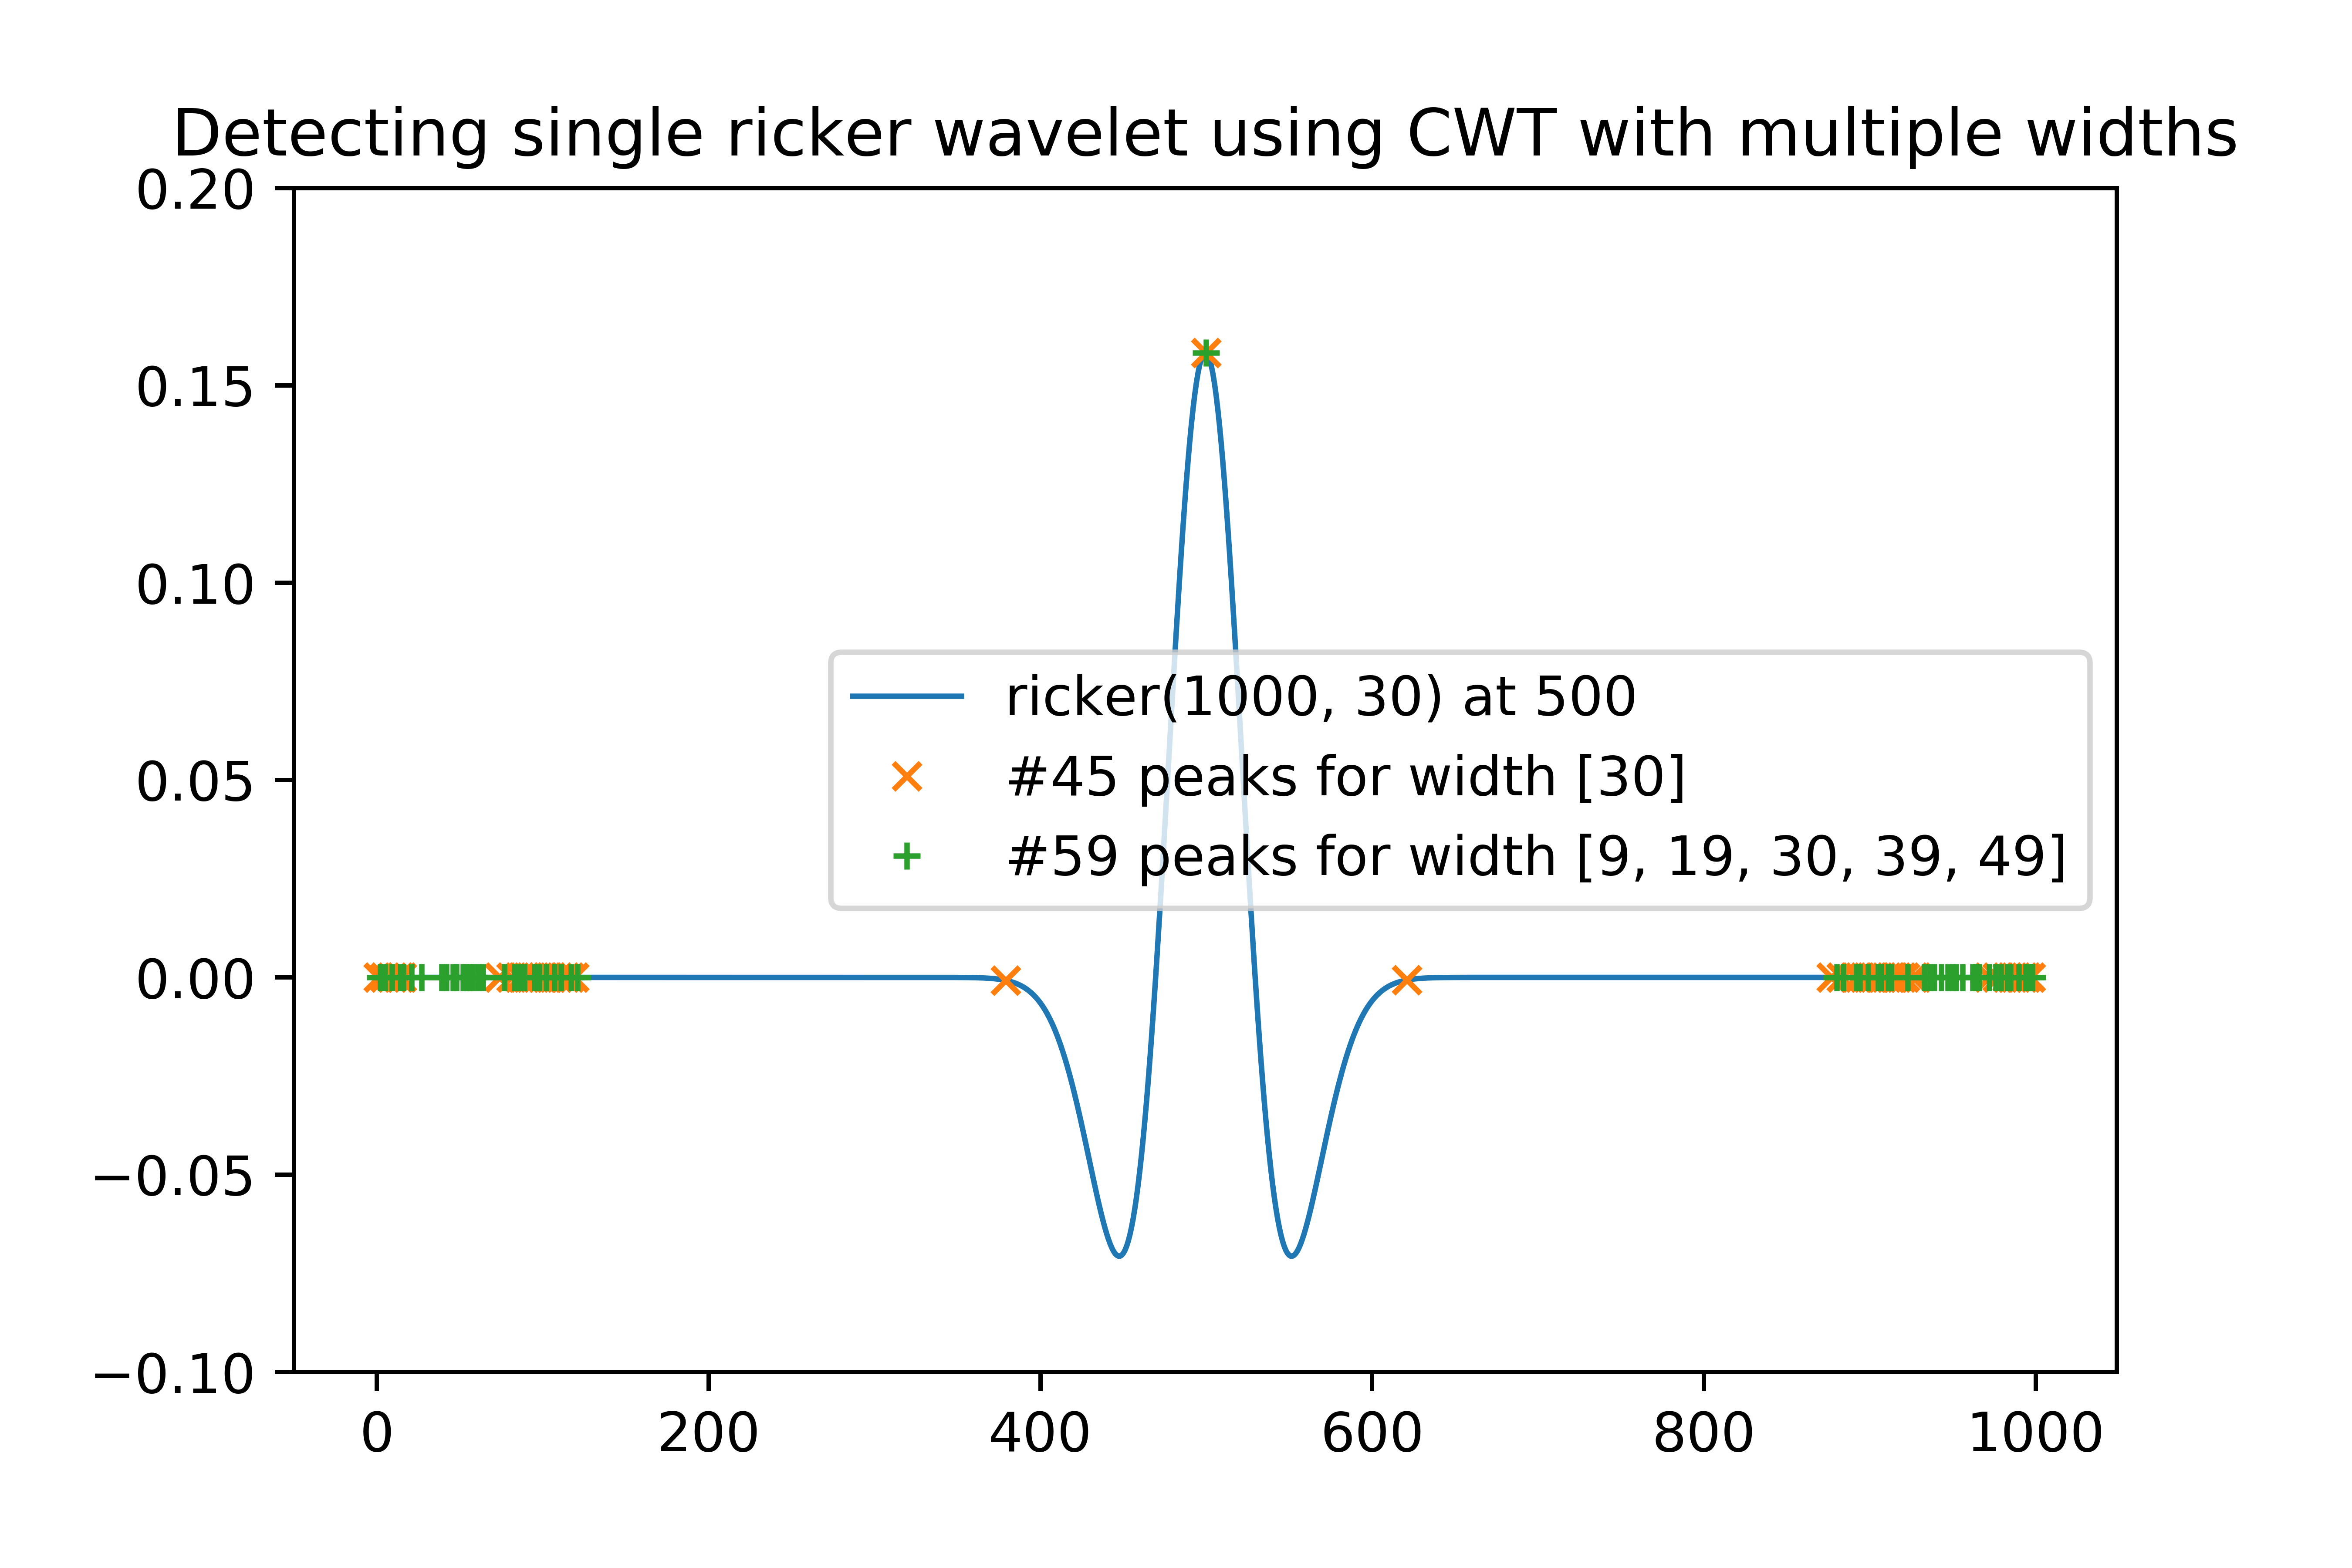 Detecting single ricker wavelet using CWT with multiple widths
0.20
0.15
0.10
0.05
0.00
−0.05
−0.10
ricker(1000, 30) at 500
#45 peaks for width [30]
#59 peaks for width [9, 19, 30, 39, 49]
0 200 400 600 800 1000